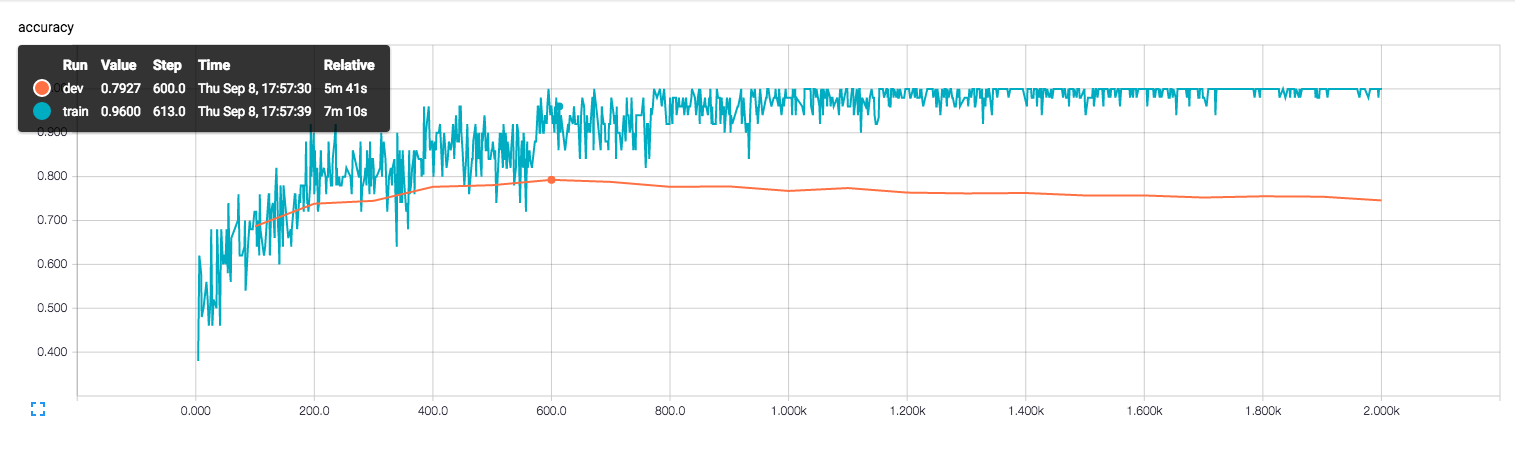 accuracy
Run Value Step Time Relative
dev 0.7927 600.0 Thu Sep 8, 17:57:30 5m 41s
train 0.9600 613.0 Thu Sep 8, 17:57:39 7m 10s
0.900
0.800
0.700
0.600
0.500
0.400
0.000 200.0 400.0 600.0 800.0 1.000k 1.200k 1.400k 1.600k 1.800k 2.000k